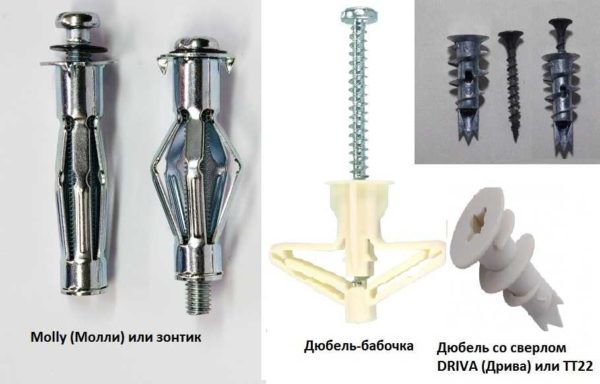 Molly (Молли) или зонтик
Дюбель-бабочка
Дюбель со сверлом
DRIVA (Дрива) или ТТ22